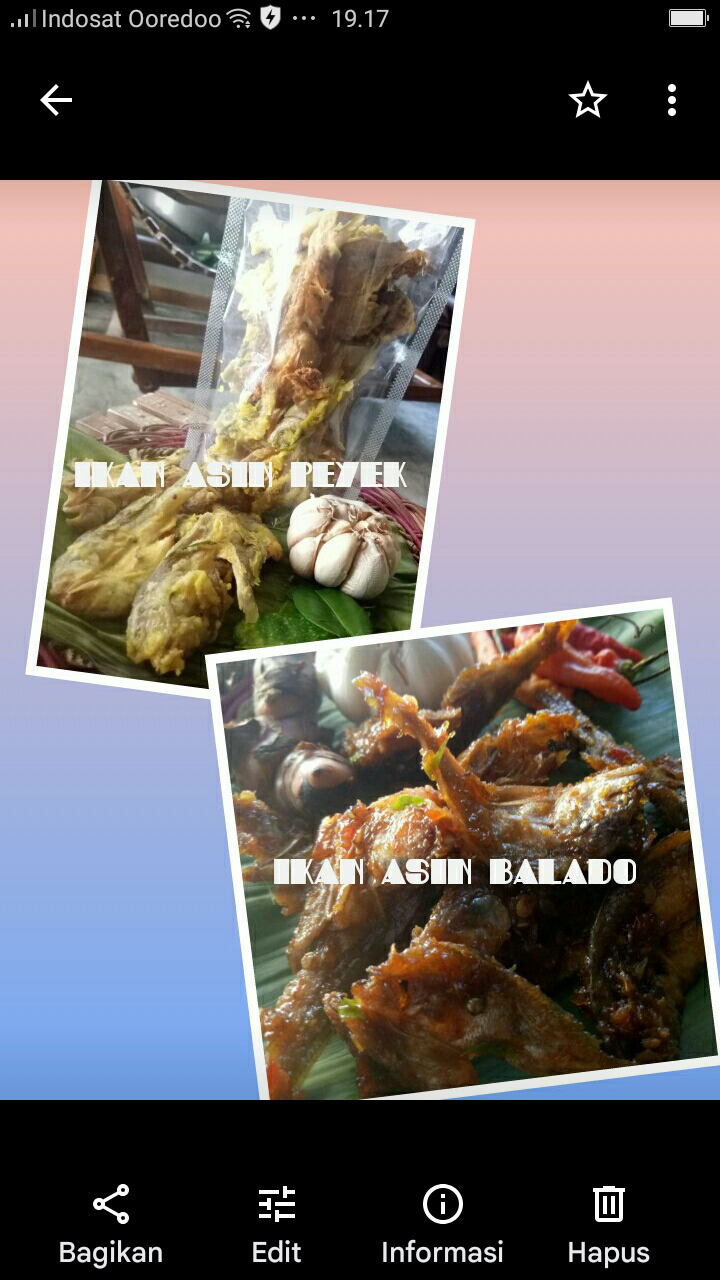 Indosat Ooredoo ... 19.17
IKAN ASIN PEYEK
IKAN ASIN BALADO
Bagikan Edit Informasi Hapus